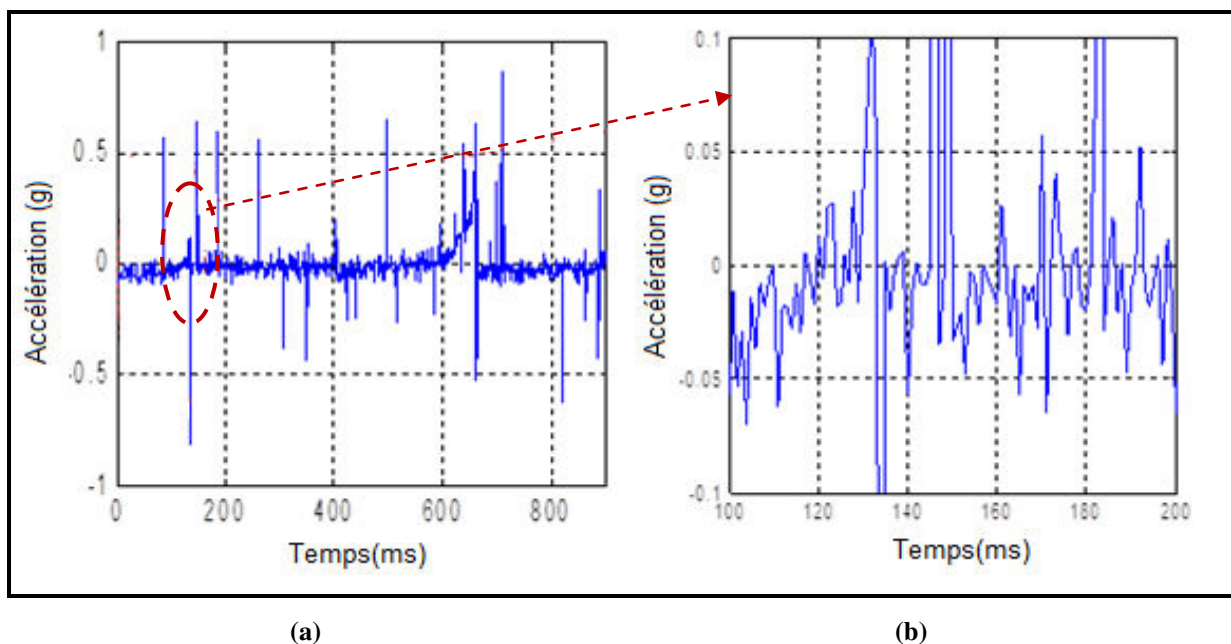 Accélération (g)
1
0.5
0
-0.5
-1
0 200 400 600 800
Temps(ms)
Accélération (g)
0.1
0.05
0
-0.05
-0.1
100 120 140 160 180 200
Temps(ms)
(a) (b)